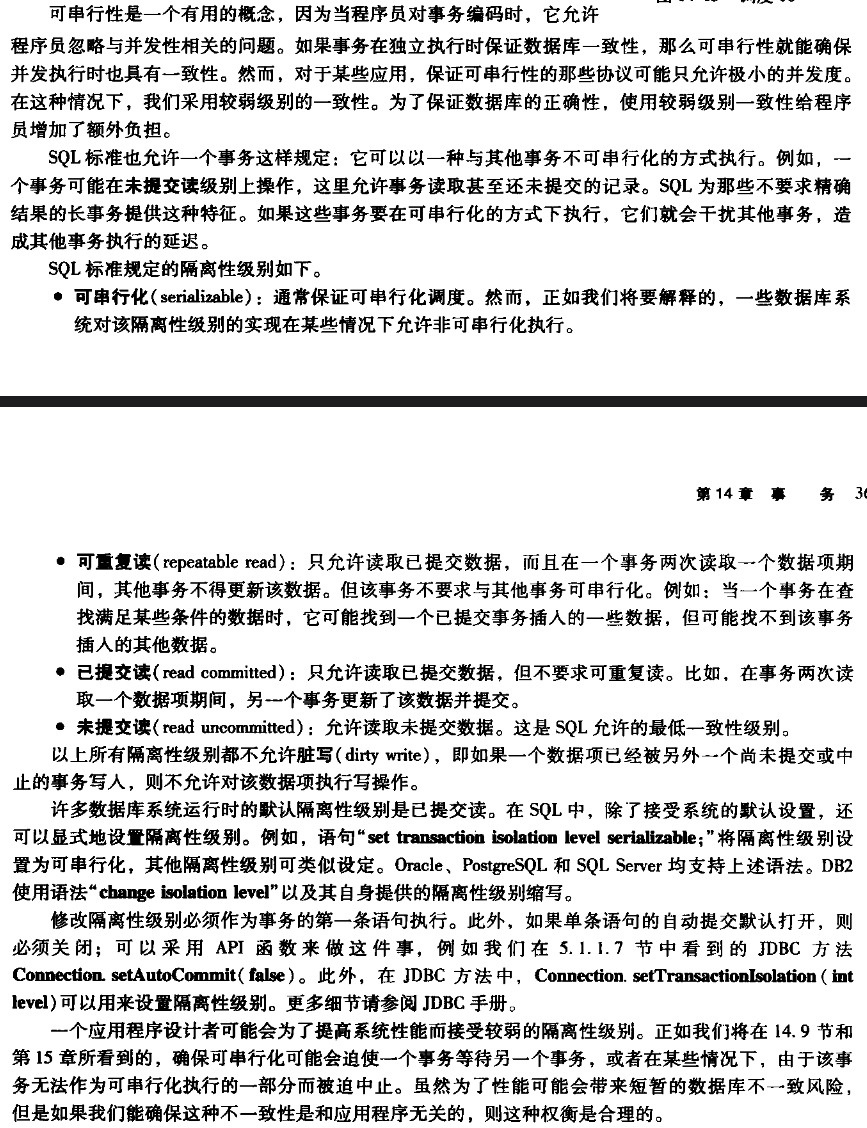 可串行性是一个有用的概念，因为当程序员对事务编码时，它允许
程序员忽略与并发性相关的问题。如果事务在独立执行时保证数据库一致性，那么可串行性就能确保
并发执行时也具有一致性。然而，对于某些应用，保证可串行性的那些协议可能只允许极小的并发度。
在这种情况下，我们采用较弱级别的一致性。为了保证数据库的正确性，使用较弱级别一致性给程序
员增加了额外负担。
SQL 标准也允许一个事务这样规定：它可以以一种与其他事务不可串行化的方式执行。例如，一
个事务可能在未提交读级别上操作，这里允许事务读取甚至还未提交的记录。SQL 为那些不要求精确
结果的长事务提供这种特征。如果这些事务要在可串行化的方式下执行，它们就会干扰其他事务，造
成其他事务执行的延迟。
SQL 标准规定的隔离性级别如下。
● 可串行化(serializable)：通常保证可串行化调度。然而，正如我们将要解释的，一些数据库系
统对该隔离性级别的实现在某些情况下允许非可串行化执行。
第14章 事 务 36
● 可重复读(repeatable read)：只允许读取已提交数据，而且在一个事务两次读取一个数据项期
间，其他事务不得更新该数据。但该事务不要求与其他事务可串行化。例如：当一个事务在查
找满足某些条件的数据时，它可能找到一个已提交事务插入的一些数据，但可能找不到该事务
插入的其他数据。
● 已提交读(read committed)：只允许读取已提交数据，但不要求可重复读。比如，在事务两次读
取一个数据项期间，另一个事务更新了该数据并提交。
● 未提交读(read uncommitted)：允许读取未提交数据。这是 SQL 允许的最低一致性级别。
以上所有隔离性级别都不允许脏写(dirty write)，即如果一个数据项已经被另外一个尚未提交或中
止的事务写入，则不允许对该数据项执行写操作。
许多数据库系统运行时的默认隔离性级别是已提交读。在 SQL 中，除了接受系统的默认设置，还
可以显式地设置隔离性级别。例如，语句“set transaction isolation level serializable;”将隔离性级别设
置为可串行化，其他隔离性级别可类似设定。Oracle、PostgreSQL 和 SQL Server 均支持上述语法。DB2
使用语法“change isolation level”以及其自身提供的隔离性级别缩写。
修改隔离性级别必须作为事务的第一条语句执行。此外，如果单条语句的自动提交默认打开，则
必须关闭；可以采用 API 函数来做这件事，例如我们在 5.1.1.7 节中看到的 JDBC 方法
Connection. setAutoCommit( false)。此外，在 JDBC 方法中，Connection. setTransactionIsolation ( int
level)可以用来设置隔离性级别。更多细节请参阅 JDBC 手册。
一个应用程序设计者可能会为了提高系统性能而接受较弱的隔离性级别。正如我们将在 14.9 节和
第 15 章所看到的，确保可串行化可能会迫使一个事务等待另一个事务，或者在某些情况下，由于该事
务无法作为可串行化执行的一部分而被迫中止。虽然为了性能可能会带来短暂的数据库不一致风险，
但是如果我们能确保这种不一致性是和应用程序无关的，则这种权衡是合理的。